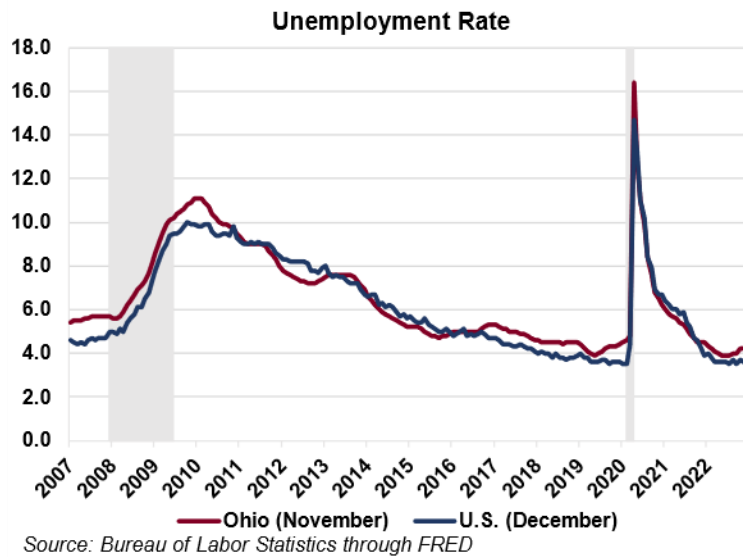 Unemployment Rate
18.0
16.0
14.0
12.0
10.0
8.0
6.0
4.0
2.0
0.0
2007 2008 2009 2010 2011 2012 2013 2014 2015 2016 2017 2018 2019 2020 2021 2022
Ohio (November) U.S. (December)
Source: Bureau of Labor Statistics through FRED